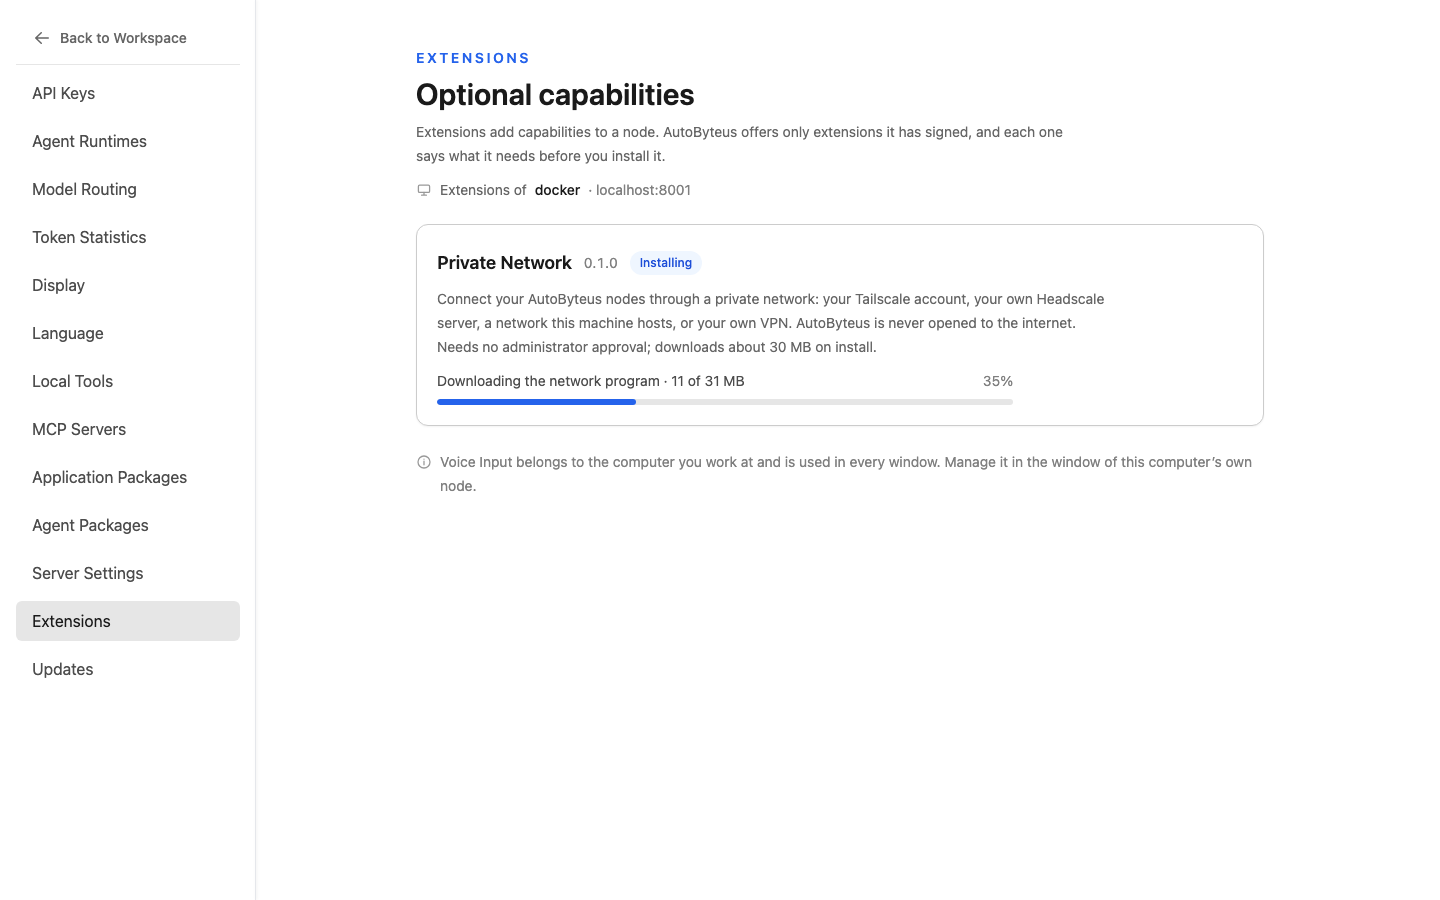 Back to Workspace
API Keys
Agent Runtimes
Model Routing
Token Statistics
Display
Language
Local Tools
MCP Servers
Application Packages
Agent Packages
Server Settings
Extensions
Updates
EXTENSIONS
Optional capabilities
Extensions add capabilities to a node. AutoByteus offers only extensions it has signed, and each one
says what it needs before you install it.
Extensions of docker · localhost:8001
Private Network 0.1.0 Installing
Connect your AutoByteus nodes through a private network: your Tailscale account, your own Headscale
server, a network this machine hosts, or your own VPN. AutoByteus is never opened to the internet.
Needs no administrator approval; downloads about 30 MB on install.
Downloading the network program · 11 of 31 MB 35%
Voice Input belongs to the computer you work at and is used in every window. Manage it in the window of this computer’s own
node.